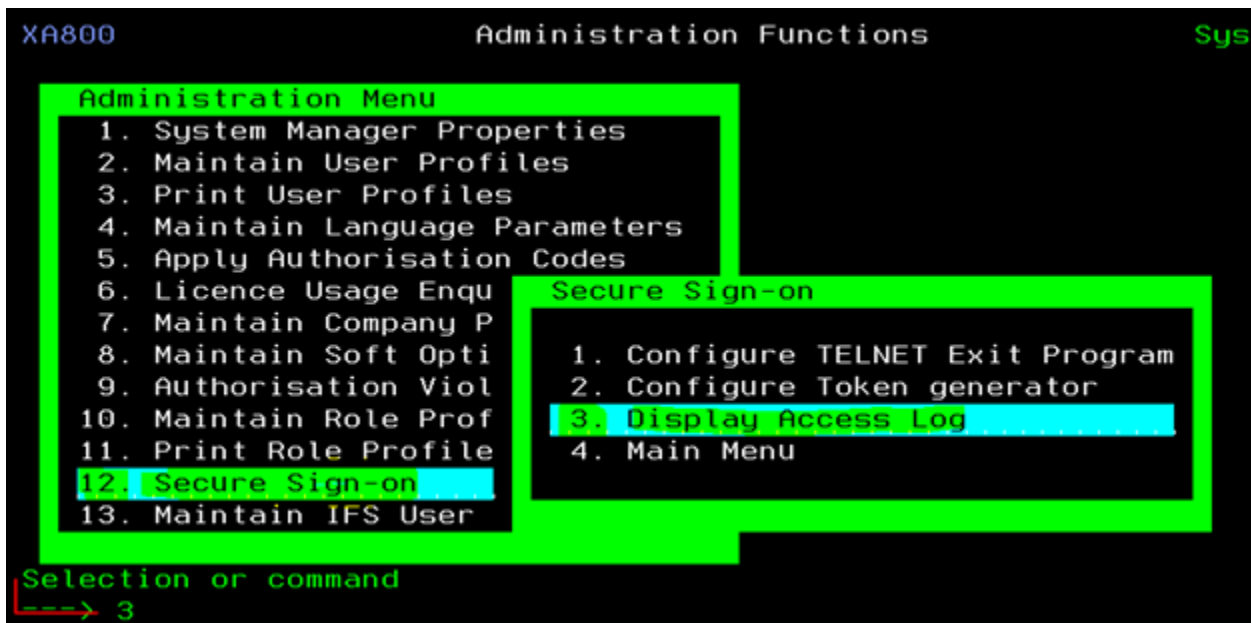 XA800 Administration Functions Sys
Administration Menu
1. System Manager Properties
2. Maintain User Profiles
3. Print User Profiles
4. Maintain Language Parameters
5. Apply Authorisation Codes
6. Licence Usage Enqu
7. Maintain Company P
8. Maintain Soft Opti
9. Authorisation Viol
10. Maintain Role Prof
11. Print Role Profile
12. Secure Sign-on
13. Maintain IFS User
Secure Sign-on
1. Configure TELNET Exit Program
2. Configure Token generator
3. Display Access Log
4. Main Menu
Selection or command
---> 3